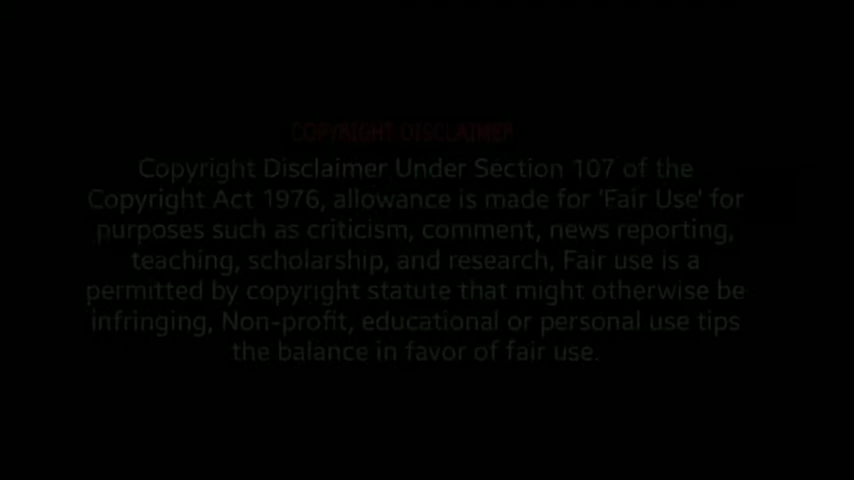 COPYRIGHT DISCLAIMER
Copyright Disclaimer Under Section 107 of the
Copyright Act 1976, allowance is made for 'Fair Use' for
purposes such as criticism, comment, news reporting,
teaching, scholarship, and research, Fair use is a
permitted by copyright statute that might otherwise be
infringing, Non-profit, educational or personal use tips
the balance in favor of fair use.